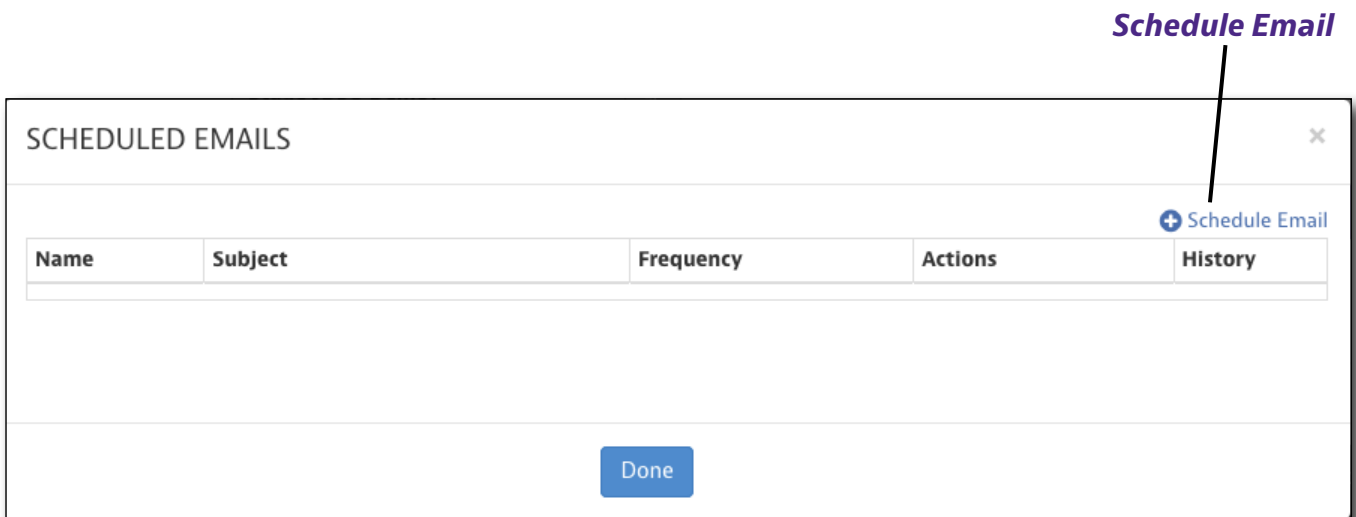 Schedule Email
SCHEDULED EMAILS ×
Schedule Email
Name Subject Frequency Actions History
Done